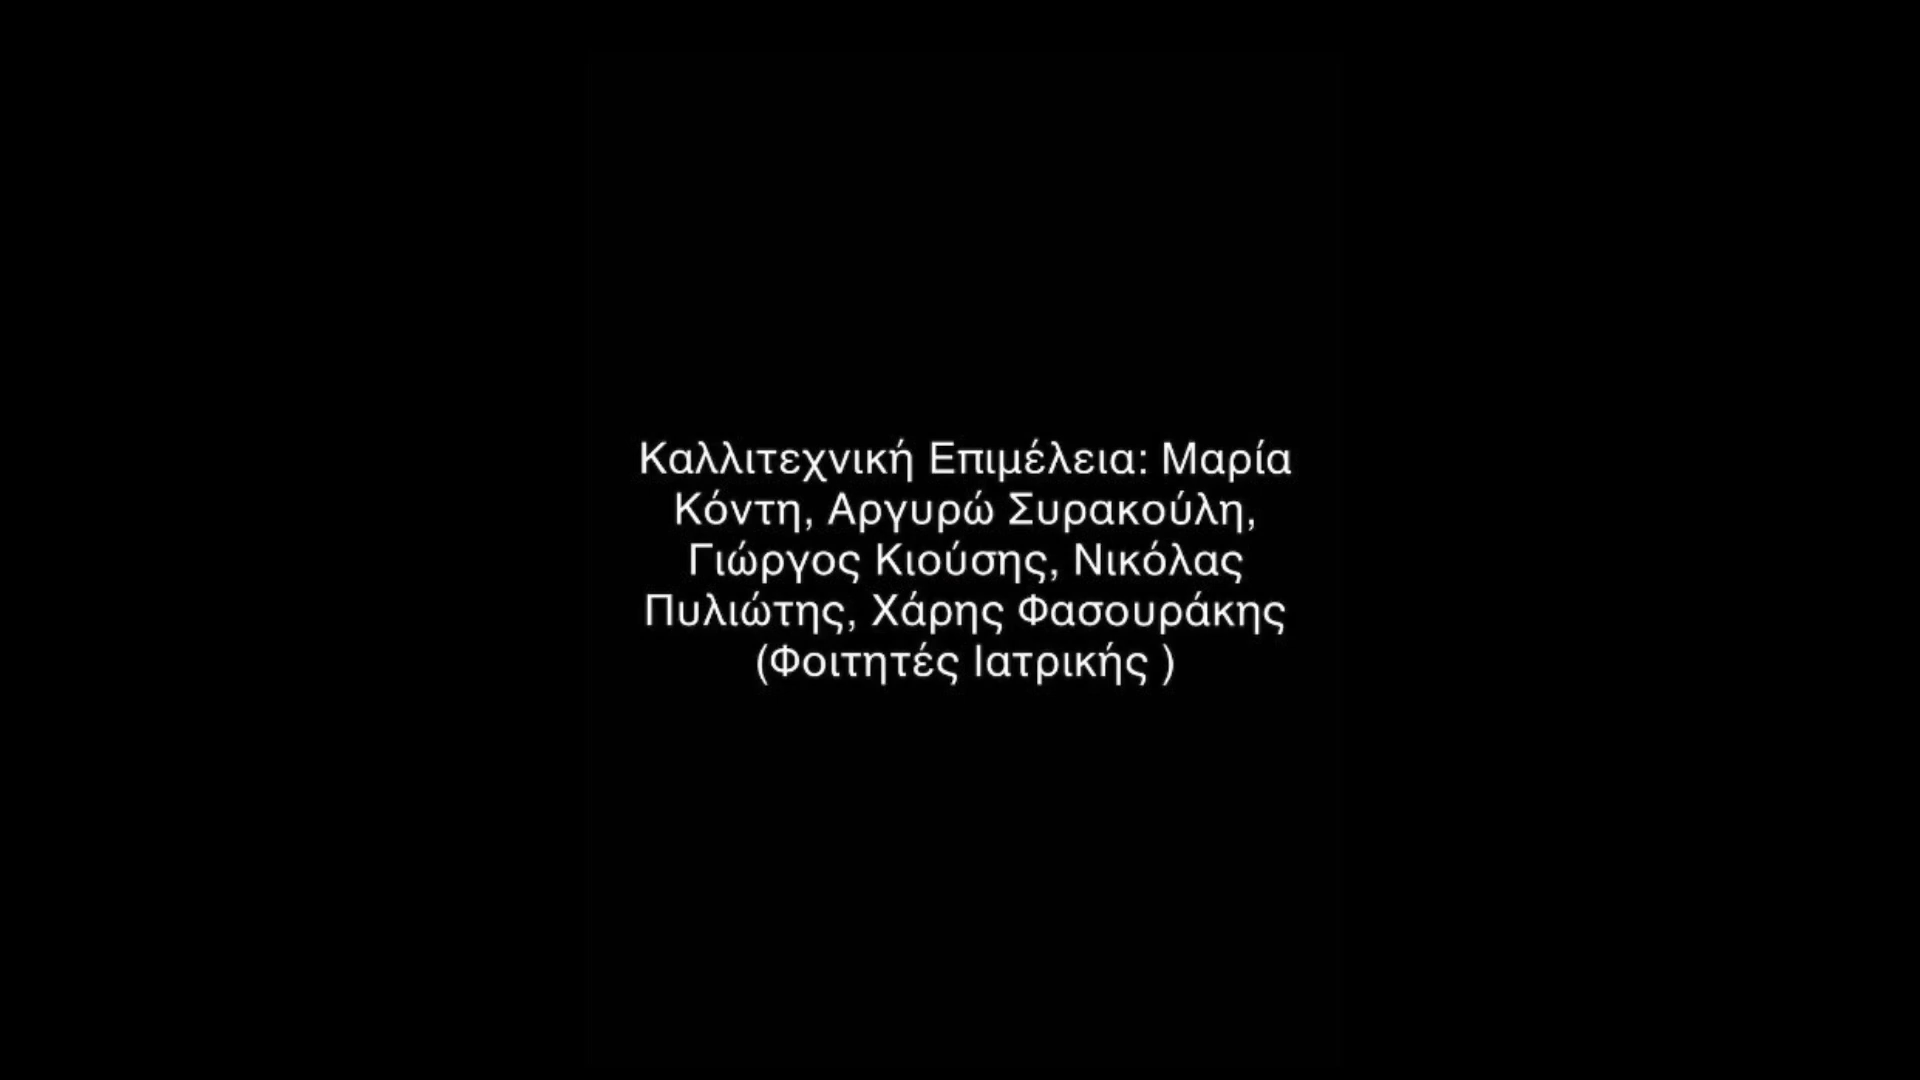 Καλλιτεχνική Επιμέλεια: Μαρία
Κόντη, Αργυρώ Συρακούλη,
Γιώργος Κιούσης, Νικόλας
Πυλιώτης, Χάρης Φασουράκης
(Φοιτητές Ιατρικής )